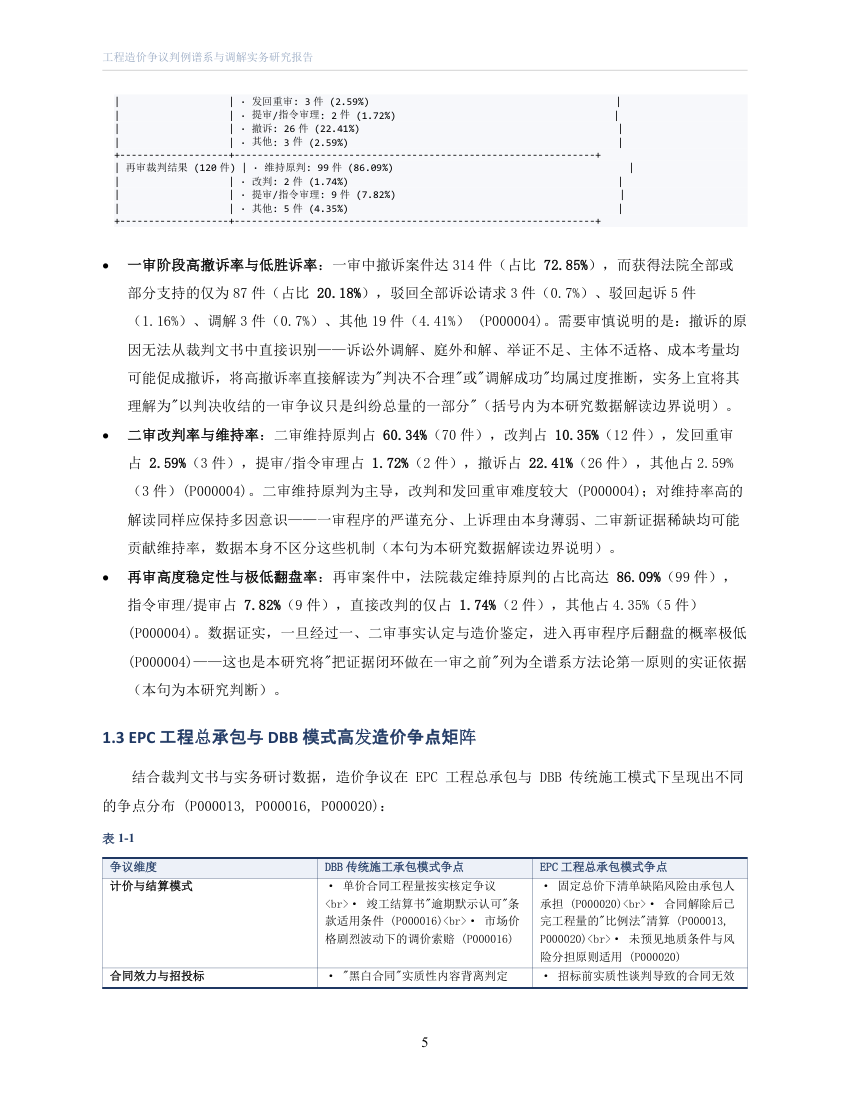 工程造价争议判例谱系与调解实务研究报告
| | · 发回重审: 3 件 (2.59%) |
| | · 提审/指令审理: 2 件 (1.72%) |
| | · 撤诉: 26 件 (22.41%) |
| | · 其他: 3 件 (2.59%) |
+------------------+------------------------------------------------------------+
| 再审裁判结果 (120 件) | · 维持原判: 99 件 (86.09%) |
| | · 改判: 2 件 (1.74%) |
| | · 提审/指令审理: 9 件 (7.82%) |
| | · 其他: 5 件 (4.35%) |
+------------------+------------------------------------------------------------+
• 一审阶段高撤诉率与低胜诉率：一审中撤诉案件达 314 件（占比 72.85%），而获得法院全部或
部分支持的仅为 87 件（占比 20.18%），驳回全部诉讼请求 3 件（0.7%）、驳回起诉 5 件
（1.16%）、调解 3 件（0.7%）、其他 19 件（4.41%） (P000004)。需要审慎说明的是：撤诉的原
因无法从裁判文书中直接识别——诉讼外调解、庭外和解、举证不足、主体不适格、成本考量均
可能促成撤诉，将高撤诉率直接解读为"判决不合理"或"调解成功"均属过度推断，实务上宜将其
理解为"以判决收结的一审争议只是纠纷总量的一部分"（括号内为本研究数据解读边界说明）。
• 二审改判率与维持率：二审维持原判占 60.34%（70 件），改判占 10.35%（12 件），发回重审
占 2.59%（3 件），提审/指令审理占 1.72%（2 件），撤诉占 22.41%（26 件），其他占 2.59%
（3 件）(P000004)。二审维持原判为主导，改判和发回重审难度较大 (P000004)；对维持率高的
解读同样应保持多因意识——一审程序的严谨充分、上诉理由本身薄弱、二审新证据稀缺均可能
贡献维持率，数据本身不区分这些机制（本句为本研究数据解读边界说明）。
• 再审高度稳定性与极低翻盘率：再审案件中，法院裁定维持原判的占比高达 86.09%（99 件），
指令审理/提审占 7.82%（9 件），直接改判的仅占 1.74%（2 件），其他占 4.35%（5 件）
(P000004)。数据证实，一旦经过一、二审事实认定与造价鉴定，进入再审程序后翻盘的概率极低
(P000004)——这也是本研究将"把证据闭环做在一审之前"列为全谱系方法论第一原则的实证依据
（本句为本研究判断）。
1.3 EPC 工程总承包与 DBB 模式高发造价争点矩阵
结合裁判文书与实务研讨数据，造价争议在 EPC 工程总承包与 DBB 传统施工模式下呈现出不同
的争点分布 (P000013, P000016, P000020)：
表 1-1
争议维度 DBB 传统施工承包模式争点 EPC 工程总承包模式争点
计价与结算模式
• 单价合同工程量按实核定争议
<br>• 竣工结算书"逾期默示认可"条
款适用条件 (P000016)<br>• 市场价
格剧烈波动下的调价索赔 (P000016)
• 固定总价下清单缺陷风险由承包人
承担 (P000020)<br>• 合同解除后已
完工程量的"比例法"清算 (P000013,
P000020)<br>• 未预见地质条件与风
险分担原则适用 (P000020)
合同效力与招投标 • "黑白合同"实质性内容背离判定 • 招标前实质性谈判导致的合同无效
5